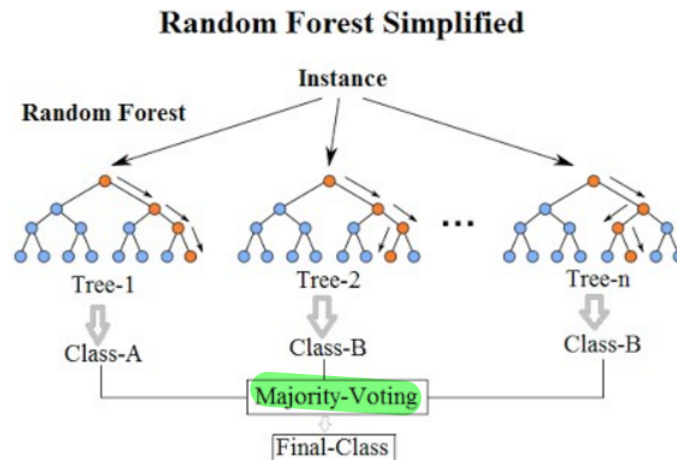 Random Forest Simplified
Instance
Random Forest
...
Tree-1
Tree-2
Tree-n
Class-A
Class-B
Class-B
Majority-Voting
Final-Class